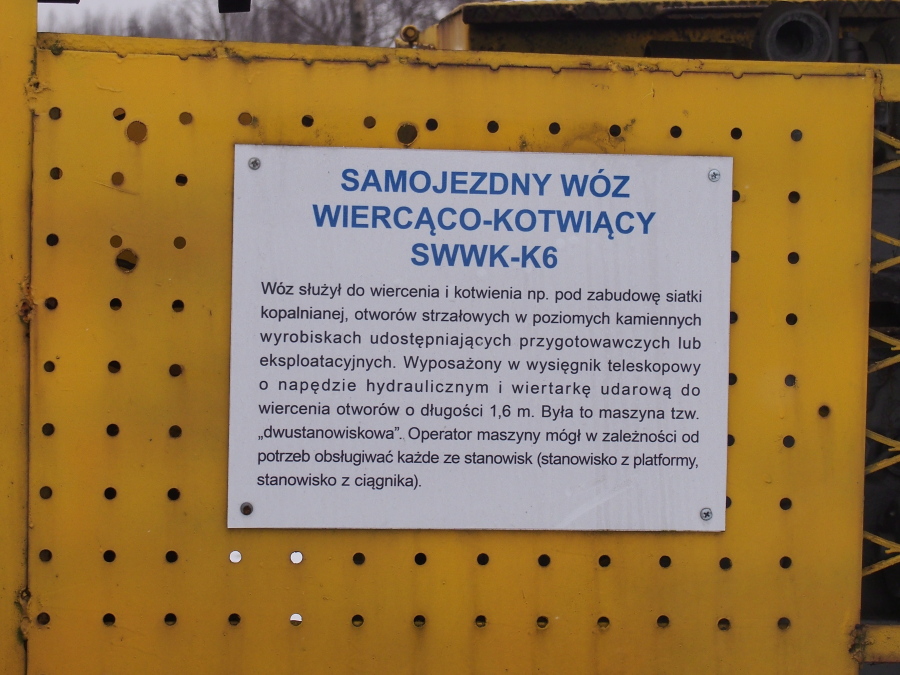 SAMOJEZDNY WÓZ
WIERCĄCO-KOTWIĄCY
SWWK-K6
Wóz służył do wiercenia i kotwienia np. pod zabudowę siatki
kopalnianej, otworów strzałowych w poziomych kamiennych
wyrobiskach udostępniających przygotowawczych lub
eksploatacyjnych. Wyposażony w wysięgnik teleskopowy
o napędzie hydraulicznym i wiertarkę udarową do
wiercenia otworów o długości 1,6 m. Była to maszyna tzw.
„dwustanowiskowa”. Operator maszyny mógł w zależności od
potrzeb obsługiwać każde ze stanowisk (stanowisko z platformy,
stanowisko z ciągnika).